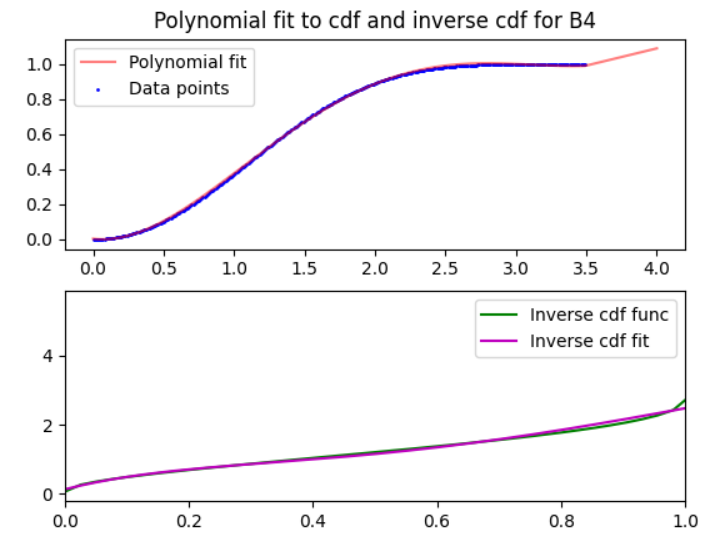 Polynomial fit to cdf and inverse cdf for B4
Polynomial fit
Data points
1.0
0.8
0.6
0.4
0.2
0.0
0.0 0.5 1.0 1.5 2.0 2.5 3.0 3.5 4.0
Inverse cdf func
Inverse cdf fit
4
2
0
0.0 0.2 0.4 0.6 0.8 1.0